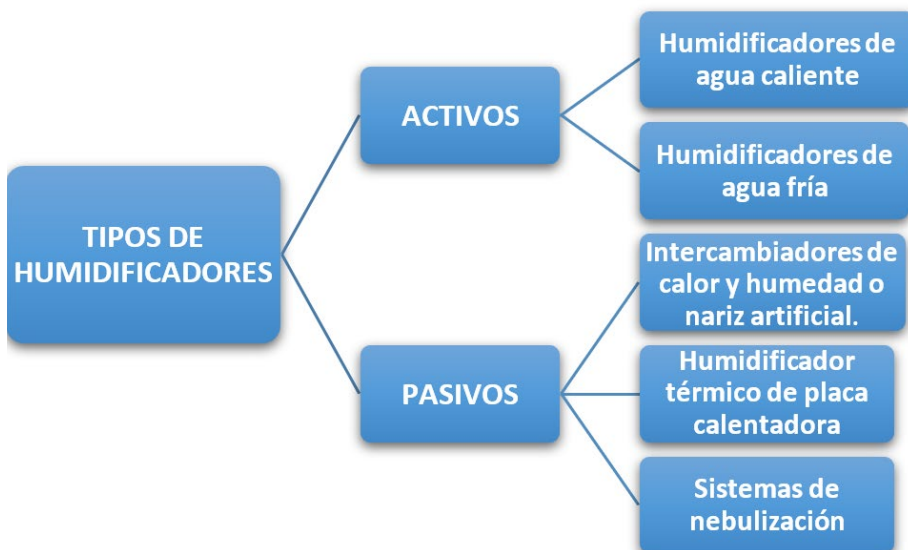 TIPOS DE
HUMIDIFICADORES
ACTIVOS
Humidificadores de
agua caliente
Humidificadores de
agua fría
PASIVOS
Intercambiadores de
calor y humedad o
nariz artificial.
Humidificador
térmico de placa
calentadora
Sistemas de
nebulización